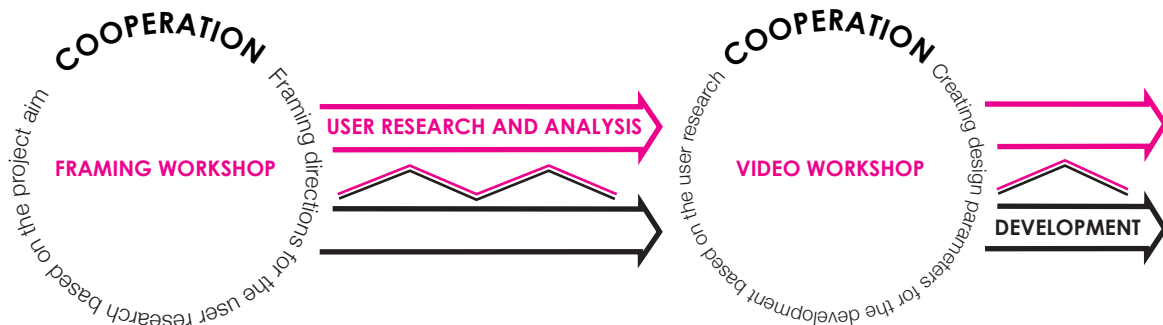 COOPERATION
Framing directions for the user research based on the project aim
FRAMING WORKSHOP
USER RESEARCH AND ANALYSIS
COOPERATION
Creating design parameters for the development based on the user research
VIDEO WORKSHOP
DEVELOPMENT